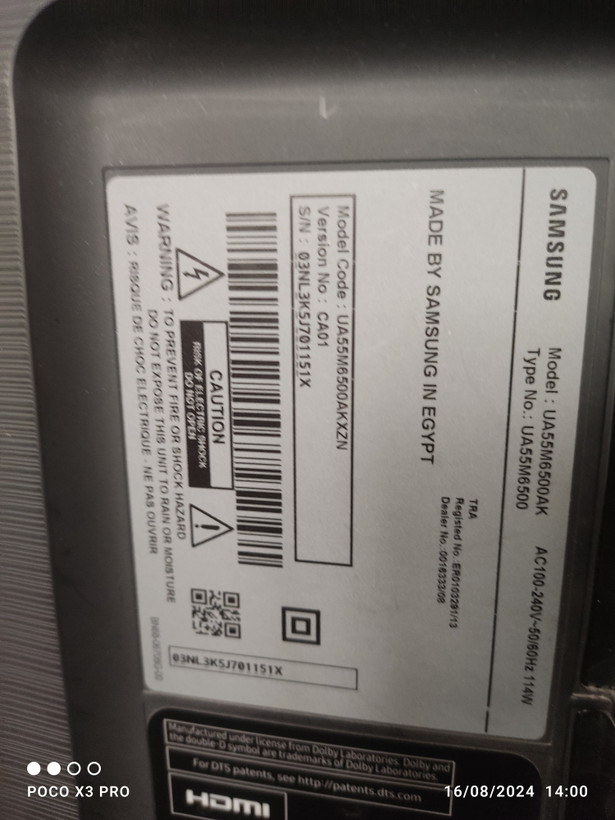 SAMSUNG
Model : UA55M6500AK AC100-240V~50/60Hz 114W
Type No.: UA55M6500
MADE BY SAMSUNG IN EGYPT
TRA
Registed No.:ER0103291/13
Dealer No.:0016333/08
Model Code : UA55M6500AKXZN
Version No : CA01
S/N : 03NL3K5J701151X
CAUTION
RISK OF ELECTRIC SHOCK
DO NOT OPEN
WARNING : TO PREVENT FIRE OR SHOCK HAZARD
DO NOT EXPOSE THIS UNIT TO RAIN OR MOISTURE
AVIS : RISQUE DE CHOC ELECTRIQUE - NE PAS OUVRIR
03NL3K5J701151X
Manufactured under license from Dolby Laboratories. Dolby and
the double-D symbol are trademarks of Dolby Laboratories.
For DTS patents, see http://patents.dts.com
HDMI
POCO X3 PRO
16/08/2024 14:00